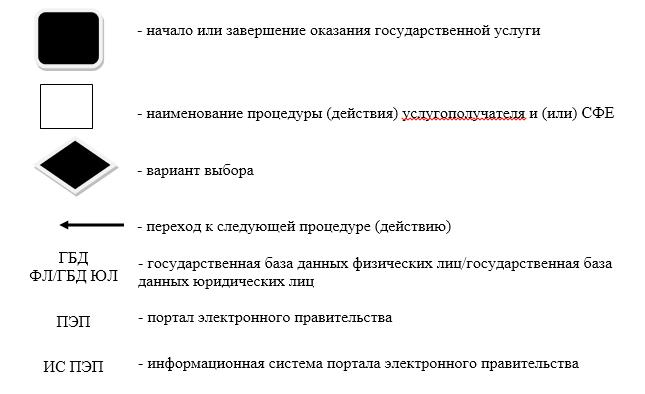 - начало или завершение оказания государственной услуги
- наименование процедуры (действия) услугополучателя и (или) СФЕ
- вариант выбора
- переход к следующей процедуре (действию)
ГБД
ФЛ/ГБД ЮЛ
- государственная база данных физических лиц/государственная база
данных юридических лиц
ПЭП
- портал электронного правительства
ИС ПЭП
- информационная система портала электронного правительства